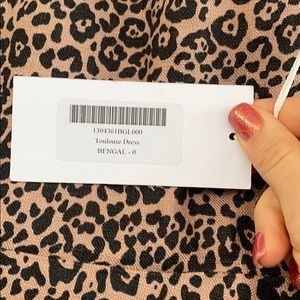 1304361BGL000
Toulouse Dress
BENGAL - 0